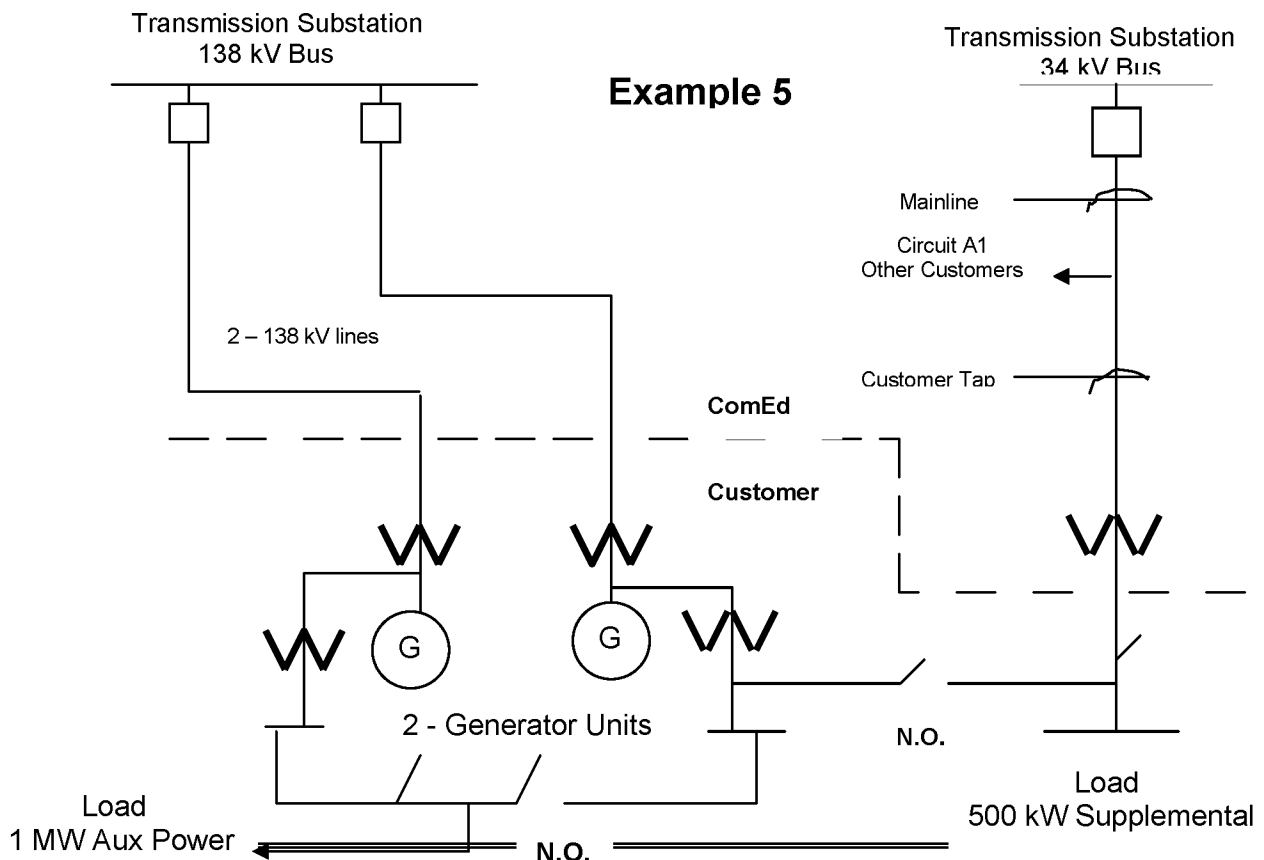 Transmission Substation
138 kV Bus
Example 5
Transmission Substation
34 kV Bus
Mainline
Circuit A1
Other Customers
2 – 138 kV lines
Customer Tap
ComEd
Customer
G
G
2 - Generator Units
N.O.
Load
1 MW Aux Power
N.O.
Load
500 kW Supplemental